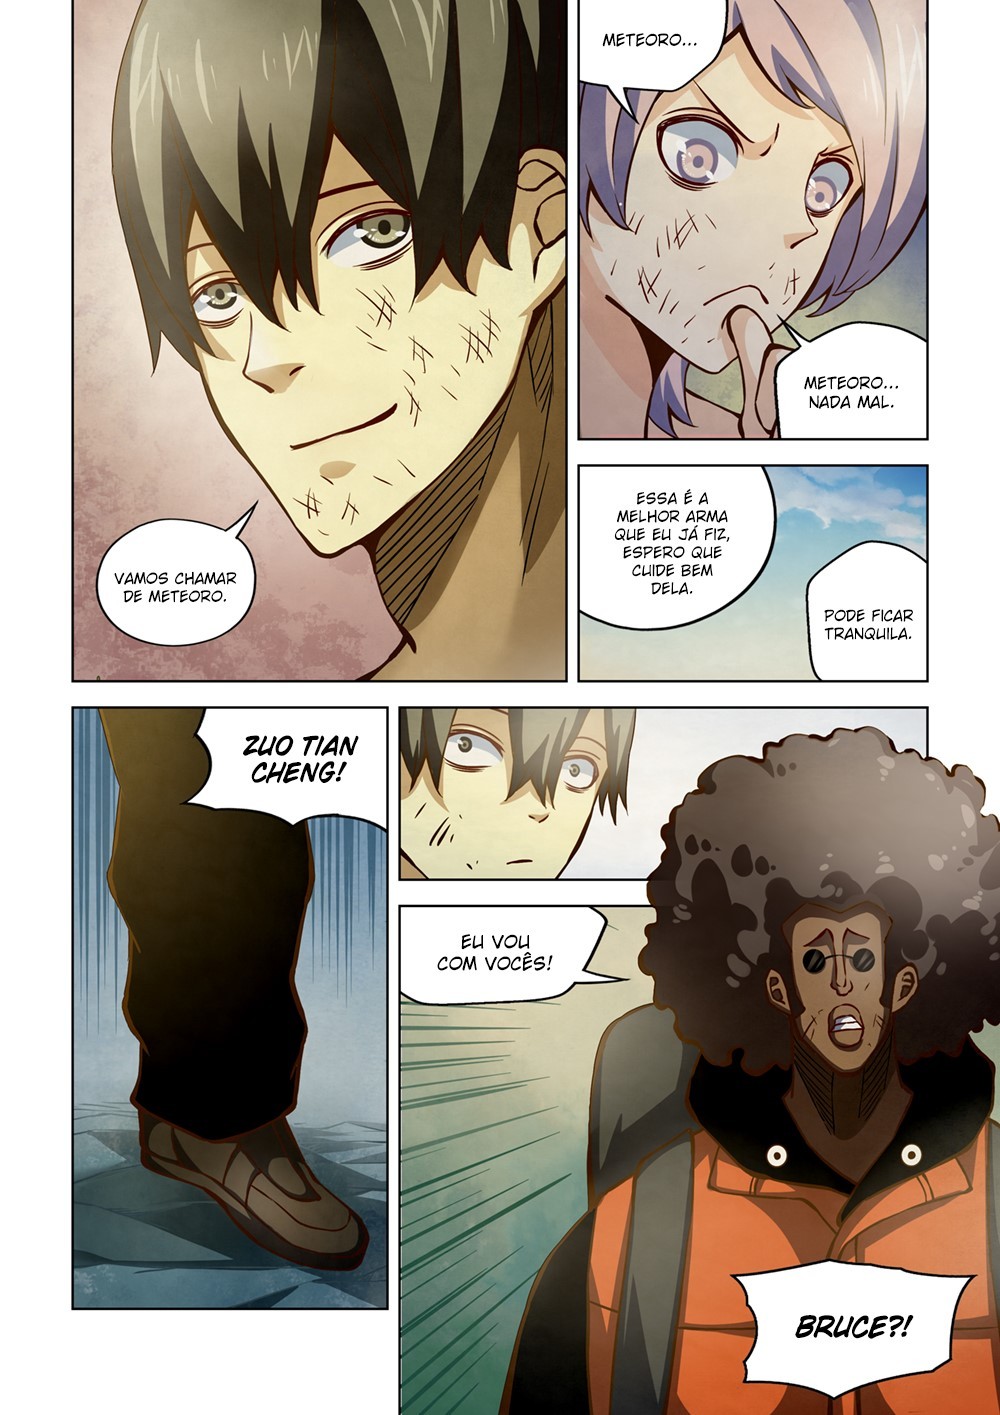 VAMOS CHAMAR
DE METEORO.
METEORO...
METEORO...
NADA MAL.
ESSA É A
MELHOR ARMA
QUE EU JÁ FIZ,
ESPERO QUE
CUIDE BEM
DELA.
PODE FICAR
TRANQUILA.
ZUO TIAN
CHENG!
EU VOU
COM VOCÊS!
BRUCE?!